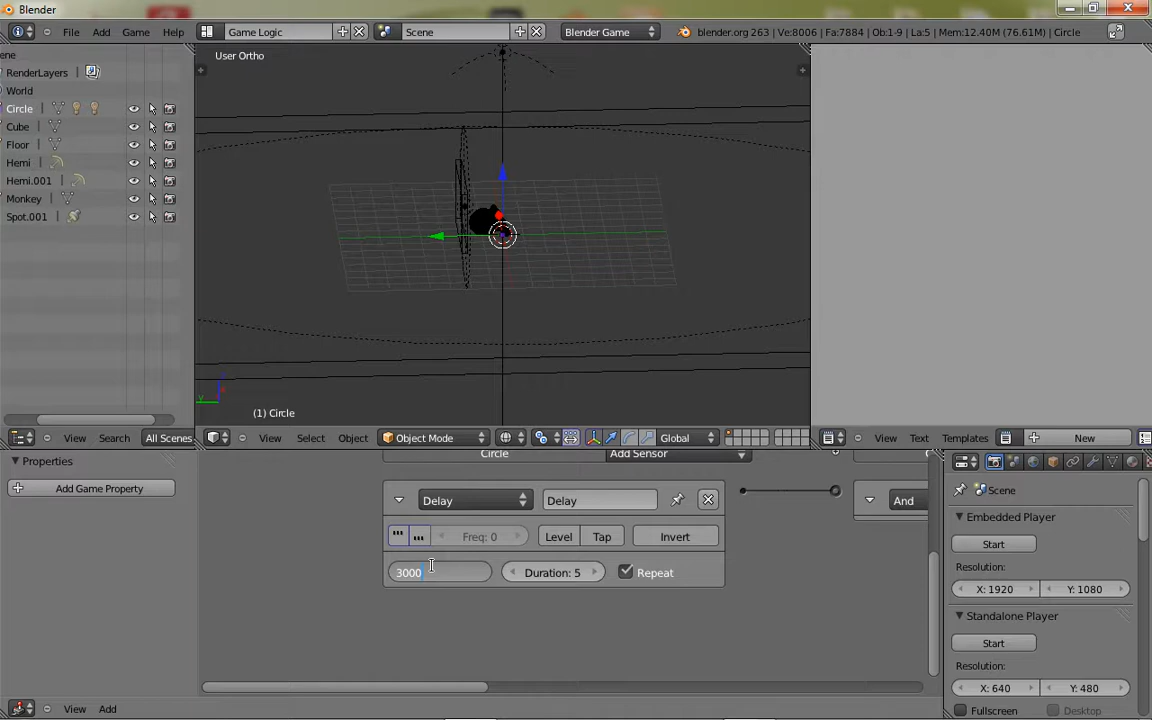 Blender
File Add Game Help Game Logic Scene Blender Game blender.org 263 | Ve:8006 | Fa:7884 | Ob:1-9 | La:5 | Mem:12.40M (76.61M) | Circle
ne
User Ortho
RenderLayers
World
Circle
Cube
Floor
Hemi
Hemi.001
Monkey
Spot.001
y
(1) Circle
View Search All Scenes View Select Object Object Mode Global View Text Templates New
Properties
Add Game Property
Circle Add Sensor
Delay Delay And
Freq: 0 Level Tap Invert
3000 Duration: 5 Repeat
Scene
Embedded Player
Start
Resolution:
X: 1920 Y: 1080
Standalone Player
Start
Resolution:
X: 640 Y: 480
Fullscreen Desktop
View Add